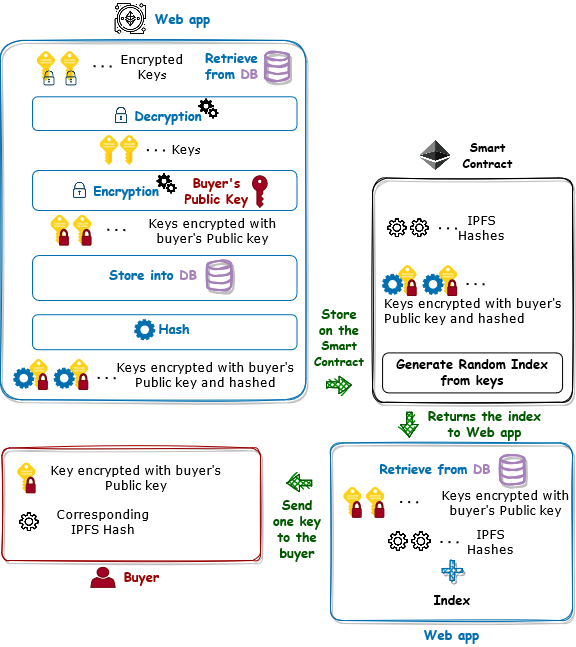 Web app
... Encrypted
Keys
Retrieve
from DB
Decryption
... Keys
Encryption
Buyer's
Public Key
... Keys encrypted with
buyer's Public key
Store into DB
Hash
... Keys encrypted with buyer's
Public key and hashed
Store
on the
Smart
Contract
Smart
Contract
... IPFS
Hashes
...
Keys encrypted with buyer's
Public key and hashed
Generate Random Index
from keys
Returns the index
to Web app
Retrieve from DB
... Keys encrypted with
buyer's Public key
... IPFS
Hashes
Index
Web app
Send
one key
to the
buyer
Key encrypted with buyer's
Public key
Corresponding
IPFS Hash
Buyer